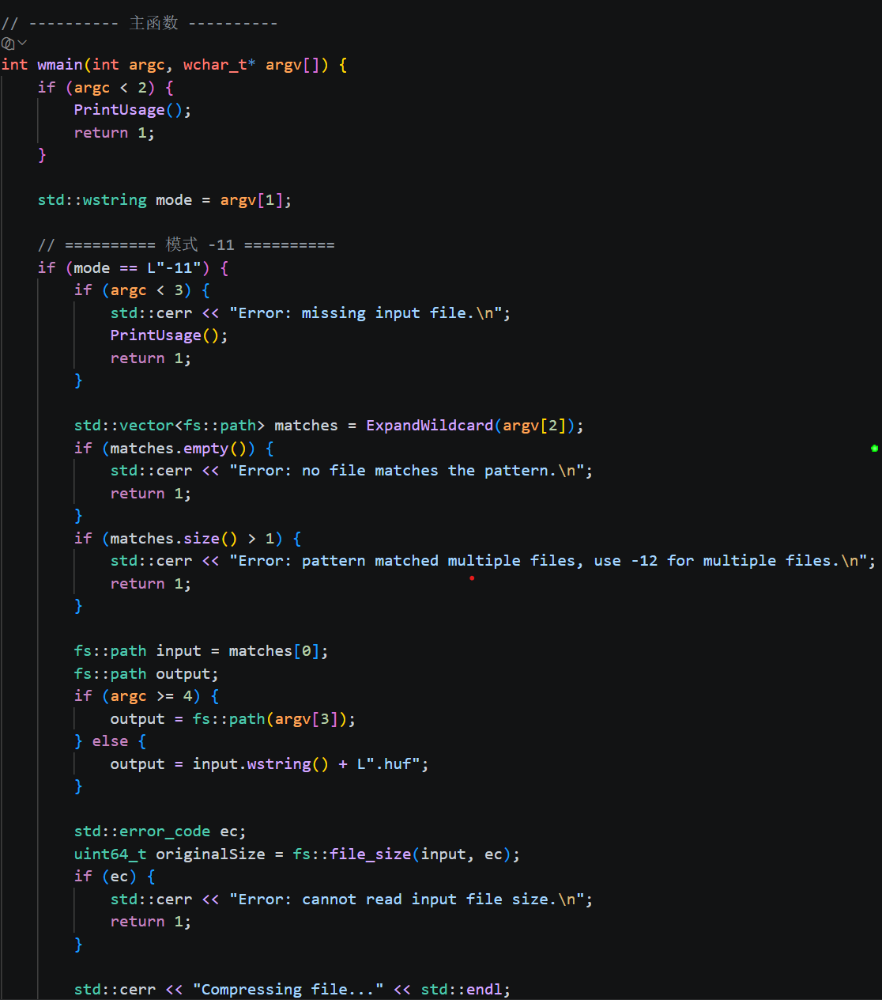 // ---------- 主函数 ----------
int wmain(int argc, wchar_t* argv[]) {
    if (argc < 2) {
        PrintUsage();
        return 1;
    }

    std::wstring mode = argv[1];

    // ========== 模式 -11 ==========
    if (mode == L"-11") {
        if (argc < 3) {
            std::cerr << "Error: missing input file.\n";
            PrintUsage();
            return 1;
        }

        std::vector<fs::path> matches = ExpandWildcard(argv[2]);
        if (matches.empty()) {
            std::cerr << "Error: no file matches the pattern.\n";
            return 1;
        }
        if (matches.size() > 1) {
            std::cerr << "Error: pattern matched multiple files, use -12 for multiple files.\n";
            return 1;
        }

        fs::path input = matches[0];
        fs::path output;
        if (argc >= 4) {
            output = fs::path(argv[3]);
        } else {
            output = input.wstring() + L".huf";
        }

        std::error_code ec;
        uint64_t originalSize = fs::file_size(input, ec);
        if (ec) {
            std::cerr << "Error: cannot read input file size.\n";
            return 1;
        }

        std::cerr << "Compressing file..." << std::endl;